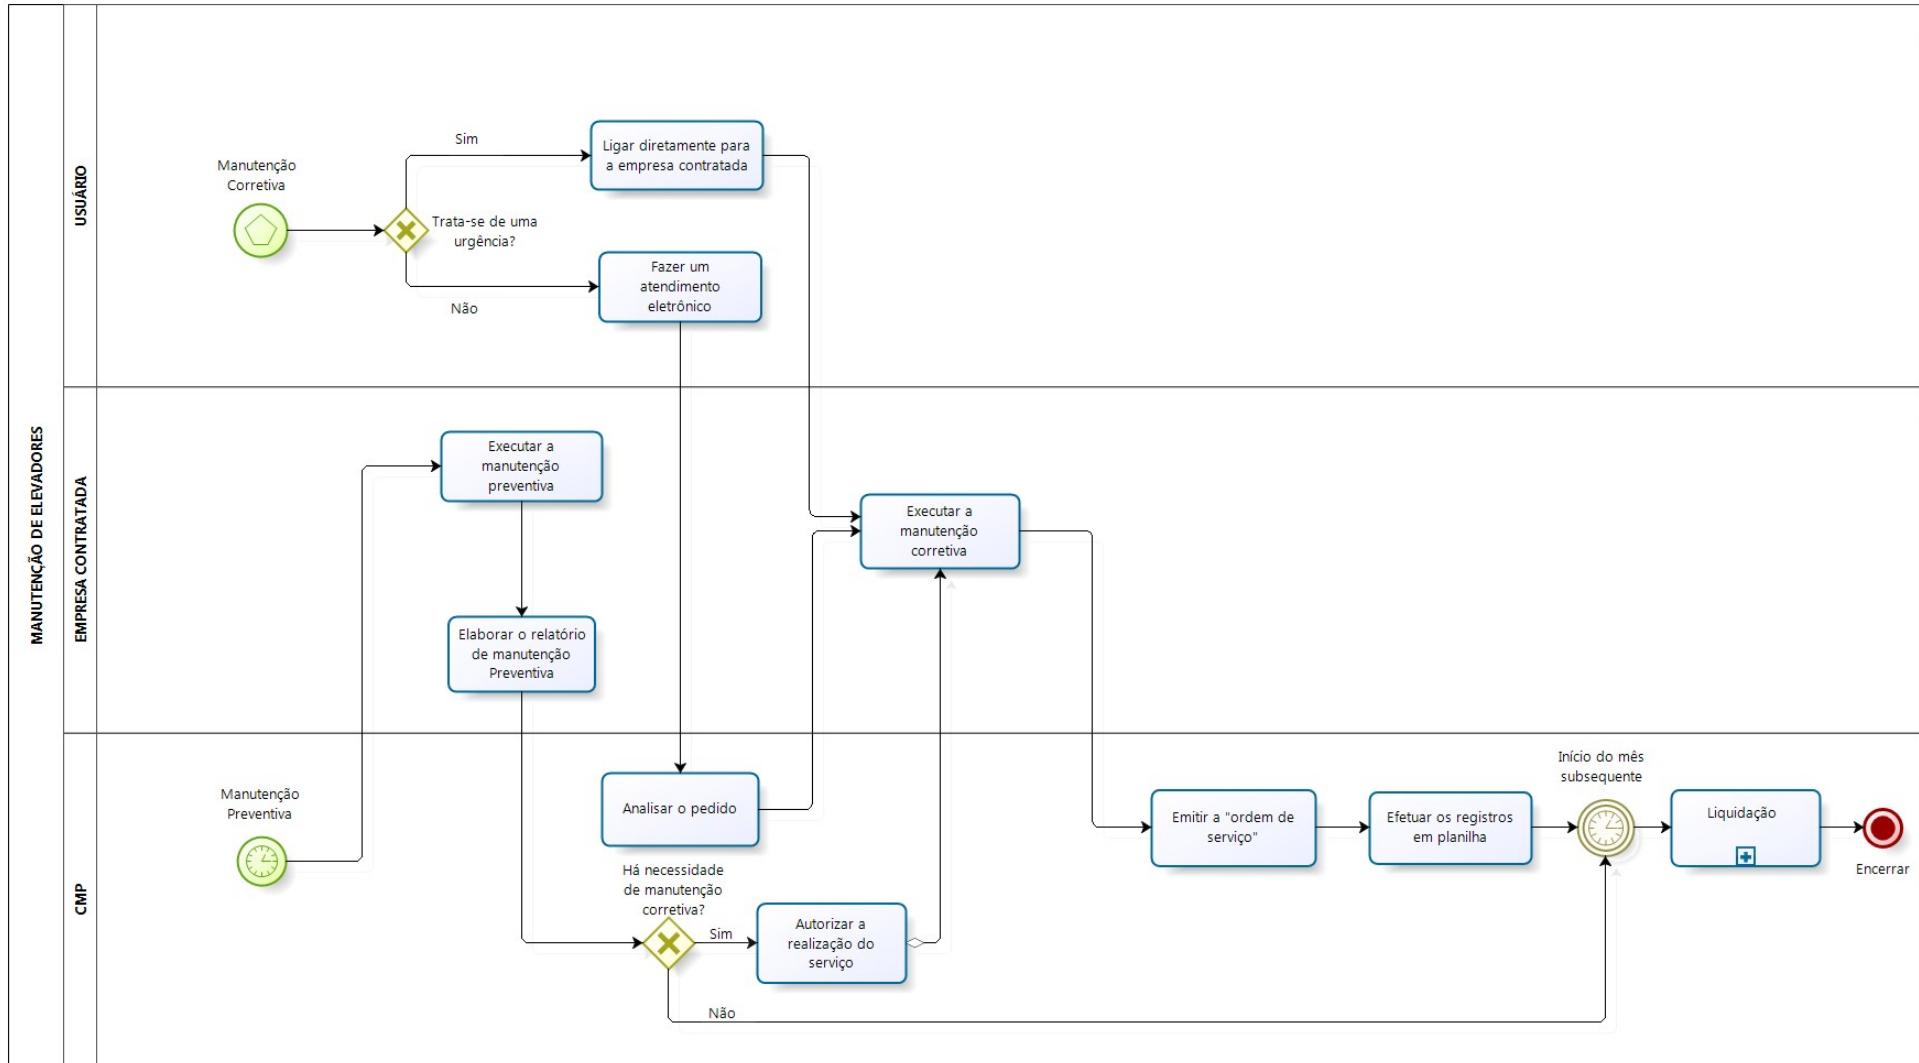 MANUTENÇÃO DE ELEVADORES
USUÁRIO
Manutenção
Corretiva
Trata-se de uma
urgência?
Sim
Não
Ligar diretamente para
a empresa contratada
Fazer um
atendimento
eletrônico
EMPRESA CONTRATADA
Executar a
manutenção
preventiva
Elaborar o relatório
de manutenção
Preventiva
Executar a
manutenção
corretiva
CMP
Manutenção
Preventiva
Analisar o pedido
Há necessidade
de manutenção
corretiva?
Sim
Não
Autorizar a
realização do
serviço
Emitir a "ordem de
serviço"
Efetuar os registros
em planilha
Início do mês
subsequente
Liquidação
Encerrar